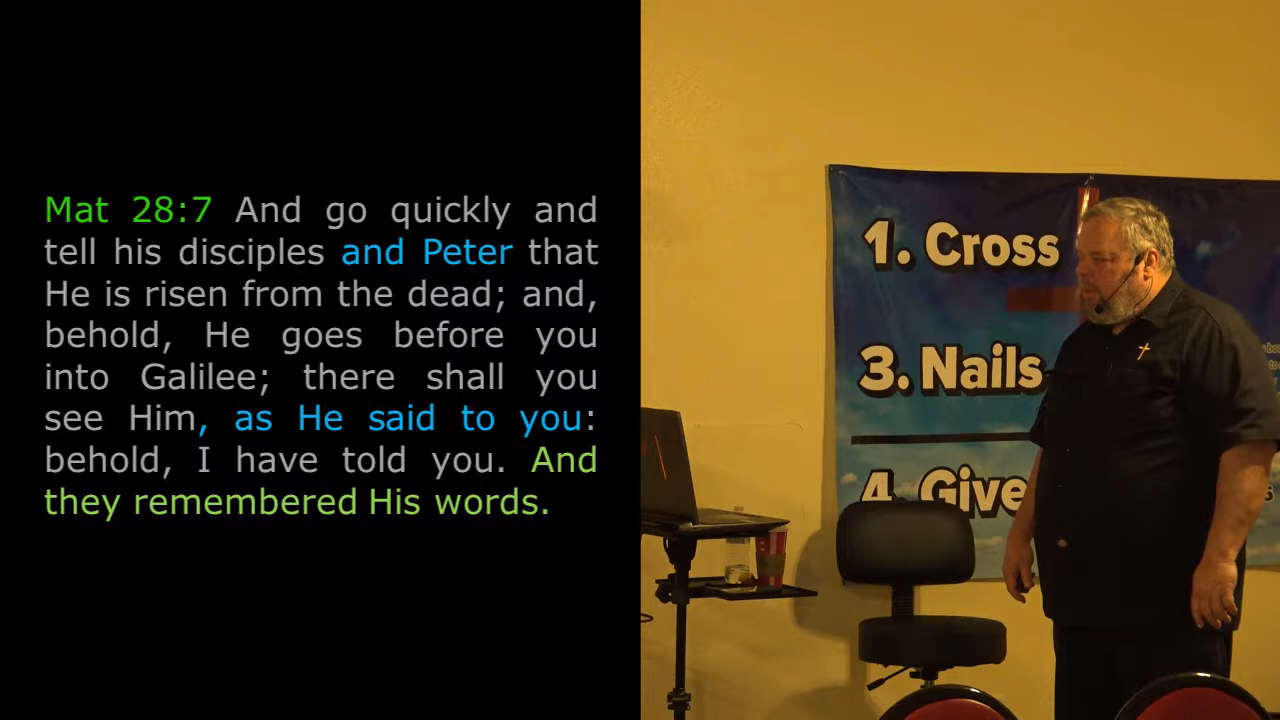 Mat 28:7 And go quickly and
tell his disciples and Peter that
He is risen from the dead; and,
behold, He goes before you
into Galilee; there shall you
see Him, as He said to you:
behold, I have told you. And
they remembered His words.
1. Cross
3. Nails
4. Give